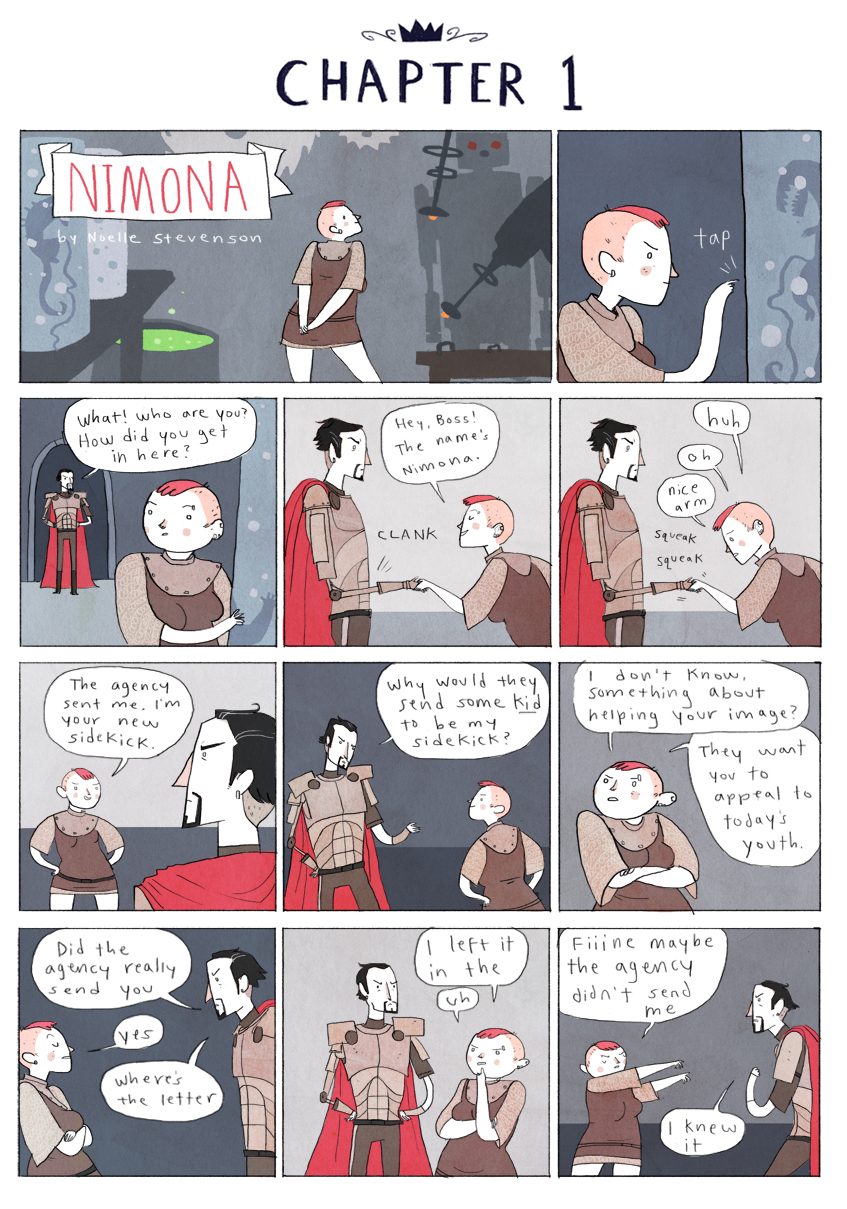 CHAPTER 1
NIMONA
by Noelle Stevenson
tap
What! who are you?
How did you get
in here?
Hey, Boss!
The name's
Nimona.
CLANK
huh
oh
nice
arm
squeak
squeak
The agency
sent me. I'm
your new
sidekick.
Why would they
send some kid
to be my
sidekick?
I don't know,
something about
helping your image?
They want
you to
appeal to
today's
youth.
Did the
agency really
send you
yes
where's
the letter
I left it
in the
uh
Fiiine maybe
the agency
didn't send
me
I knew
it